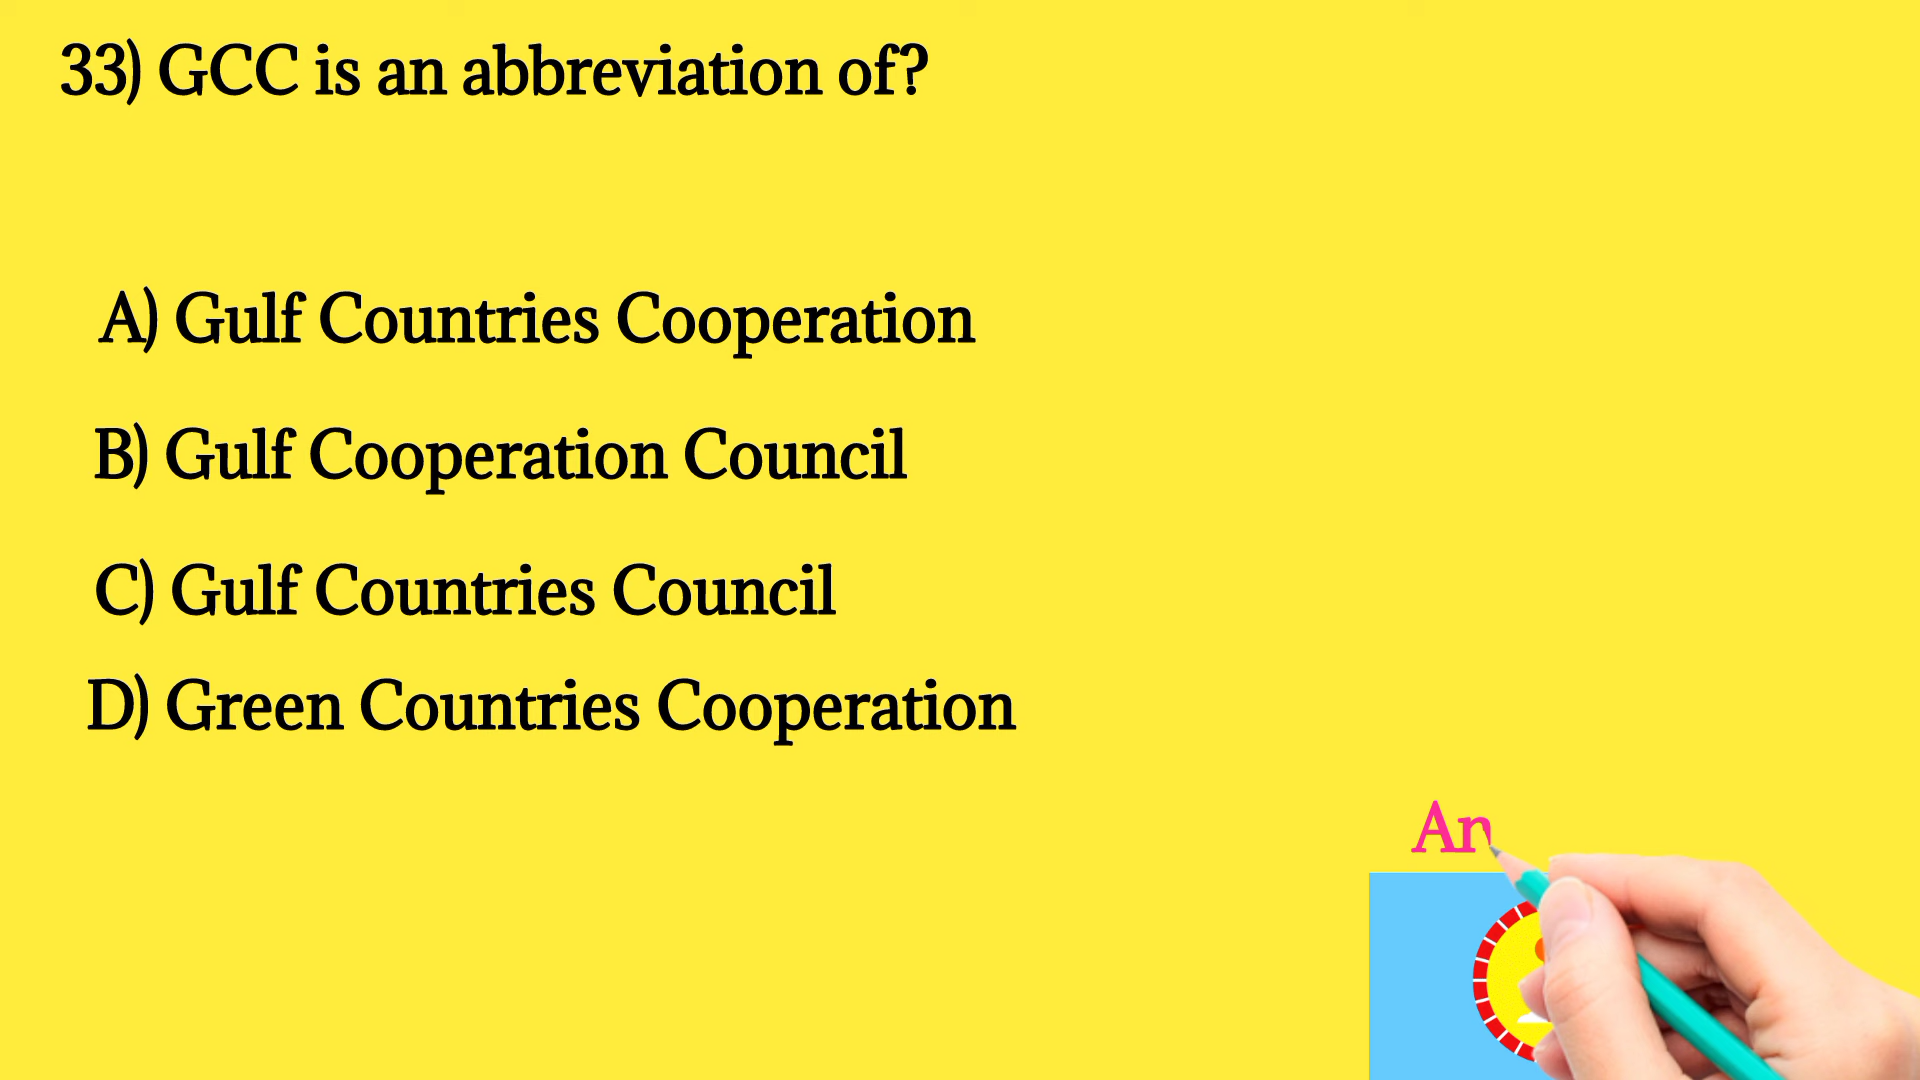 33) GCC is an abbreviation of?
A) Gulf Countries Cooperation
B) Gulf Cooperation Council
C) Gulf Countries Council
D) Green Countries Cooperation
An